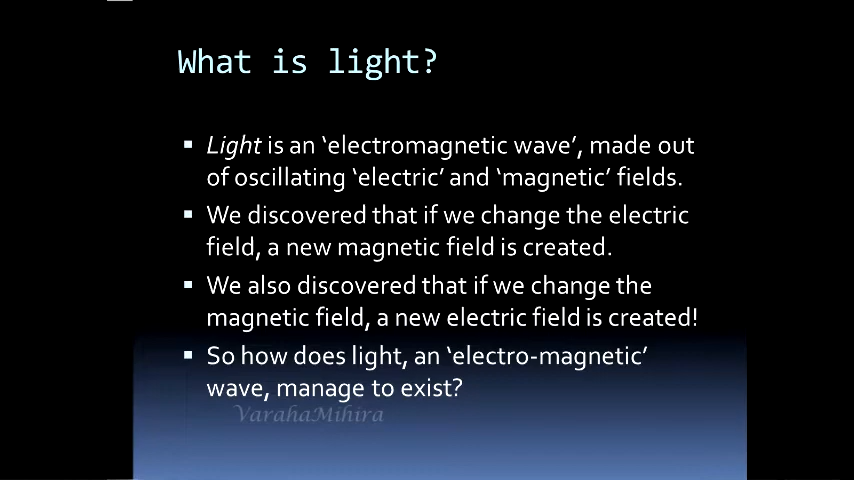 What is light?
▪ Light is an ‘electromagnetic wave’, made out
of oscillating ‘electric’ and ‘magnetic’ fields.
▪ We discovered that if we change the electric
field, a new magnetic field is created.
▪ We also discovered that if we change the
magnetic field, a new electric field is created!
▪ So how does light, an ‘electro-magnetic’
wave, manage to exist?
VarahaMihira